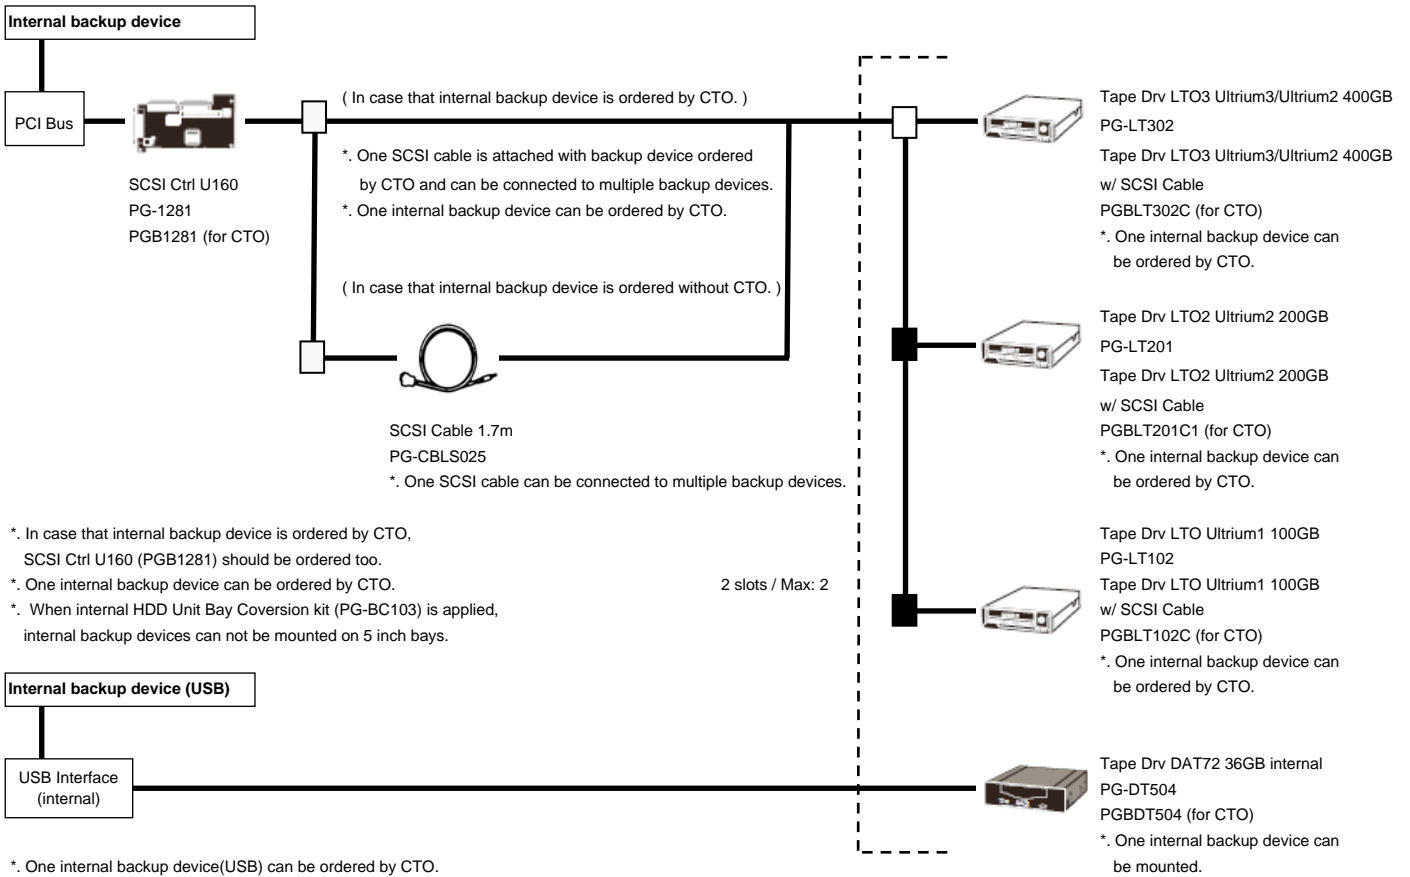 Internal backup device
PCI Bus
SCSI Ctrl U160
PG-1281
PGB1281 (for CTO)
( In case that internal backup device is ordered by CTO. )
*. One SCSI cable is attached with backup device ordered
by CTO and can be connected to multiple backup devices.
*. One internal backup device can be ordered by CTO.
( In case that internal backup device is ordered without CTO. )
SCSI Cable 1.7m
PG-CBLS025
*. One SCSI cable can be connected to multiple backup devices.
*. In case that internal backup device is ordered by CTO,
SCSI Ctrl U160 (PGB1281) should be ordered too.
*. One internal backup device can be ordered by CTO.
*. When internal HDD Unit Bay Coversion kit (PG-BC103) is applied,
internal backup devices can not be mounted on 5 inch bays.
2 slots / Max: 2
Tape Drv LTO3 Ultrium3/Ultrium2 400GB
PG-LT302
Tape Drv LTO3 Ultrium3/Ultrium2 400GB
w/ SCSI Cable
PGBLT302C (for CTO)
*. One internal backup device can
be ordered by CTO.
Tape Drv LTO2 Ultrium2 200GB
PG-LT201
Tape Drv LTO2 Ultrium2 200GB
w/ SCSI Cable
PGBLT201C1 (for CTO)
*. One internal backup device can
be ordered by CTO.
Tape Drv LTO Ultrium1 100GB
PG-LT102
Tape Drv LTO Ultrium1 100GB
w/ SCSI Cable
PGBLT102C (for CTO)
*. One internal backup device can
be ordered by CTO.
Internal backup device (USB)
USB Interface
(internal)
Tape Drv DAT72 36GB internal
PG-DT504
PGBDT504 (for CTO)
*. One internal backup device can
be mounted.
*. One internal backup device(USB) can be ordered by CTO.